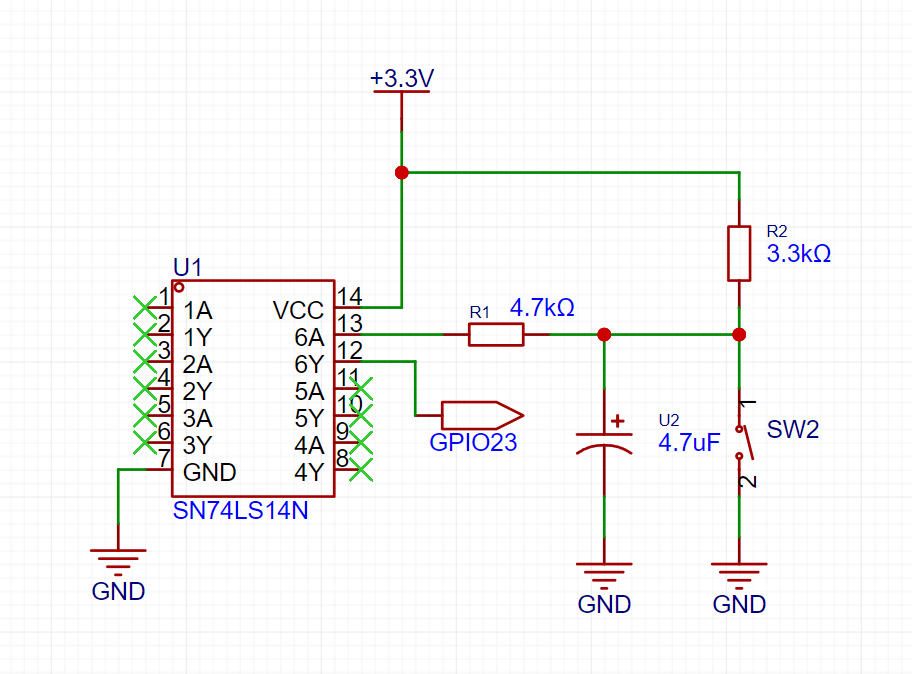 +3.3V
R2
3.3kΩ
U1
1 1A
2 1Y
3 2A
4 2Y
5 3A
6 3Y
7 GND
VCC 14
6A 13
6Y 12
5A 11
5Y 10
4A 9
4Y 8
SN74LS14N
R1 4.7kΩ
GPIO23
+
U2
4.7uF
1
SW2
2
GND
GND
GND